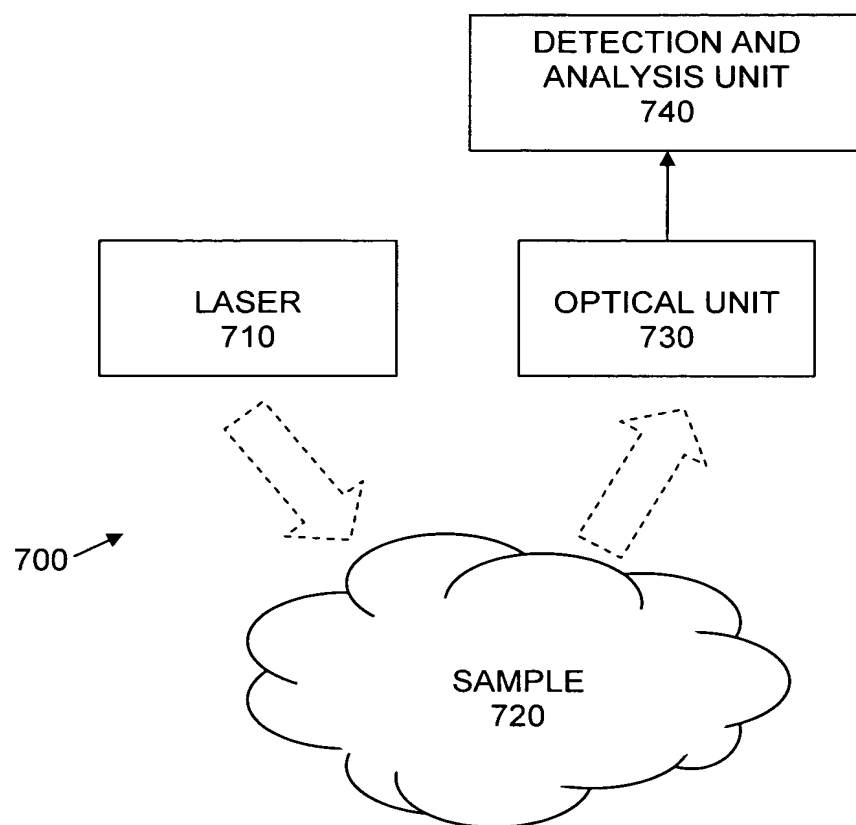 DETECTION AND
ANALYSIS UNIT
740
LASER
710
OPTICAL UNIT
730
700
SAMPLE
720